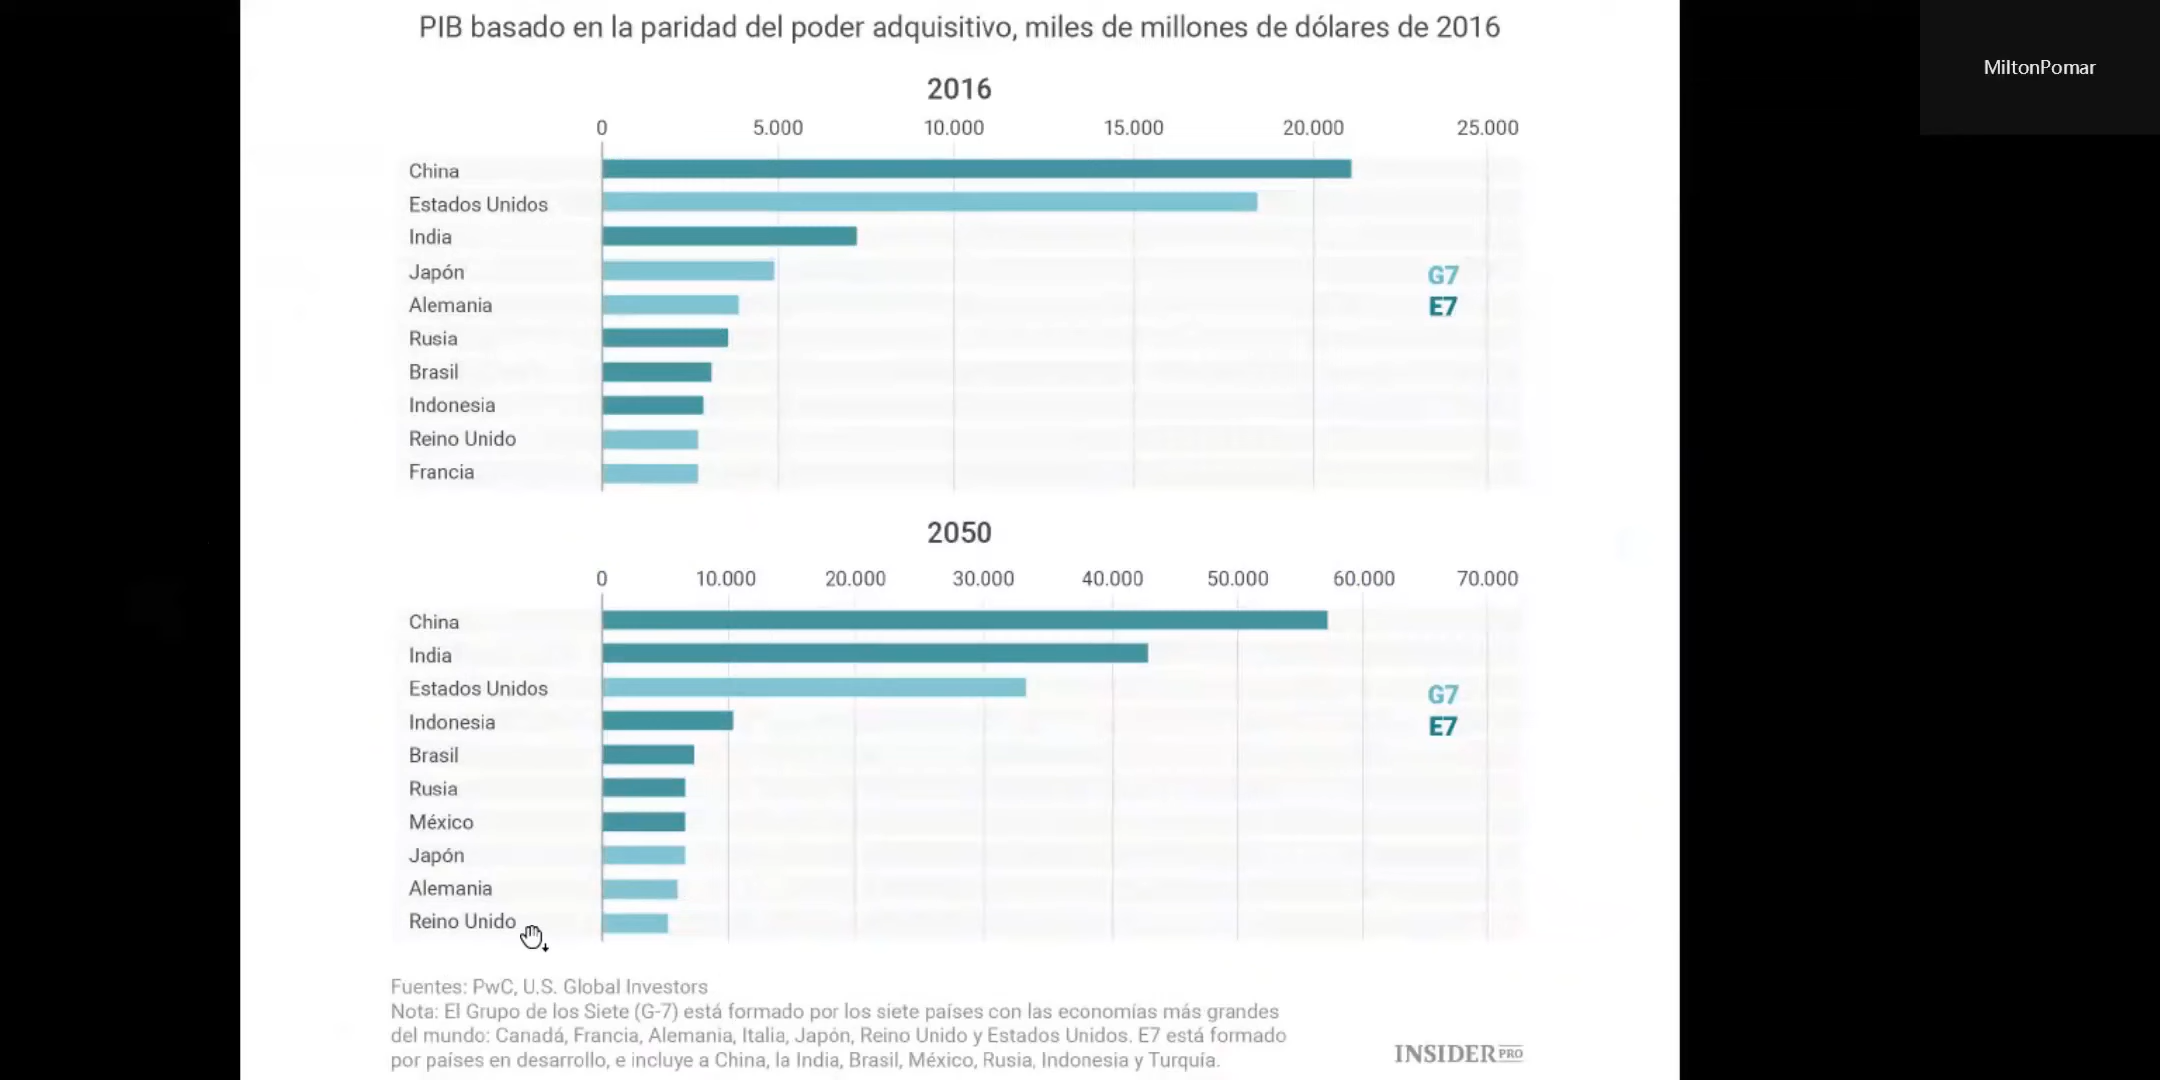 PIB basado en la paridad del poder adquisitivo, miles de millones de dólares de 2016
MiltonPomar
2016
0 5.000 10.000 15.000 20.000 25.000
China
Estados Unidos
India
Japón
Alemania
Rusia
Brasil
Indonesia
Reino Unido
Francia
G7
E7
2050
0 10.000 20.000 30.000 40.000 50.000 60.000 70.000
China
India
Estados Unidos
Indonesia
Brasil
Rusia
México
Japón
Alemania
Reino Unido
G7
E7
Fuentes: PwC, U.S. Global Investors
Nota: El Grupo de los Siete (G-7) está formado por los siete países con las economías más grandes
del mundo: Canadá, Francia, Alemania, Italia, Japón, Reino Unido y Estados Unidos. E7 está formado
por países en desarrollo, e incluye a China, la India, Brasil, México, Rusia, Indonesia y Turquía.
INSIDER PRO